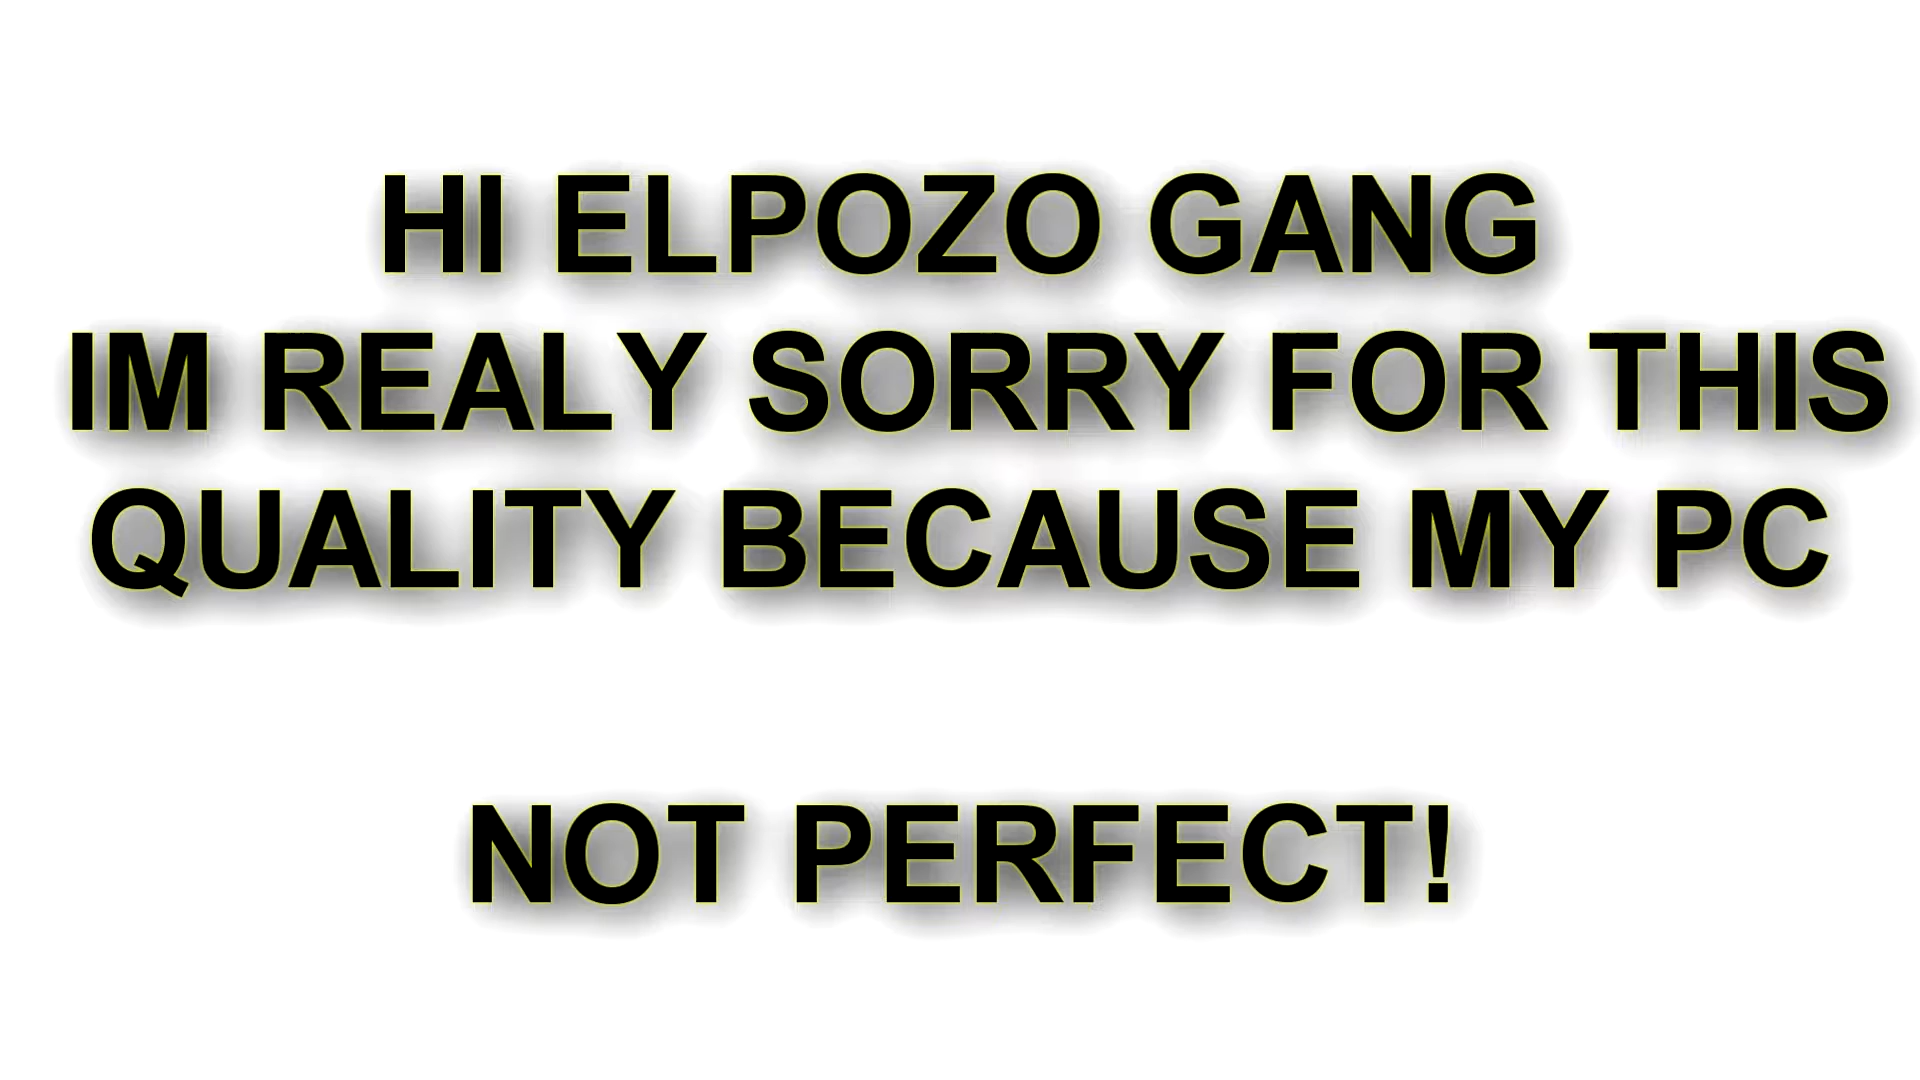 HI ELPOZO GANG
IM REALY SORRY FOR THIS
QUALITY BECAUSE MY PC
NOT PERFECT!